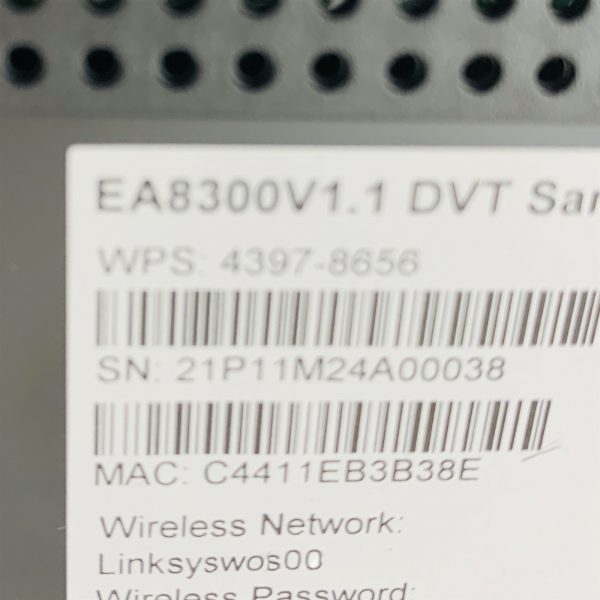 EA8300V1.1 DVT Sar
WPS: 4397-8656
SN: 21P11M24A00038
MAC: C4411EB3B38E
Wireless Network:
Linksyswos00
Wireless Password: